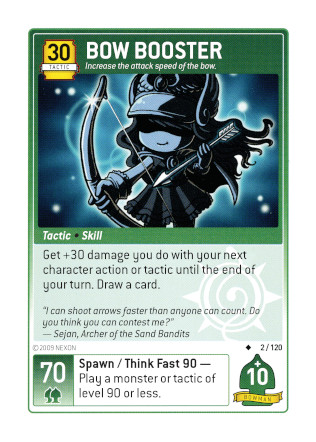 30
TACTIC
BOW BOOSTER
Increase the attack speed of the bow.
Tactic • Skill
Get +30 damage you do with your next
character action or tactic until the end of
your turn. Draw a card.
"I can shoot arrows faster than anyone can count. Do
you think you can contest me?"
— Sejan, Archer of the Sand Bandits
©2009 NEXON
◆ 2/120
70
Spawn / Think Fast 90 —
Play a monster or tactic of
level 90 or less.
+
10
BOWMAN